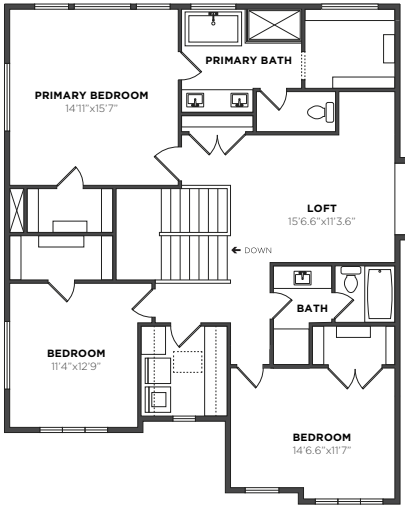 PRIMARY BATH
PRIMARY BEDROOM
14'11"x15'7"
LOFT
15'6.6"x11'3.6"
DOWN
BATH
BEDROOM
11'4"x12'9"
BEDROOM
14'6.6"x11'7"